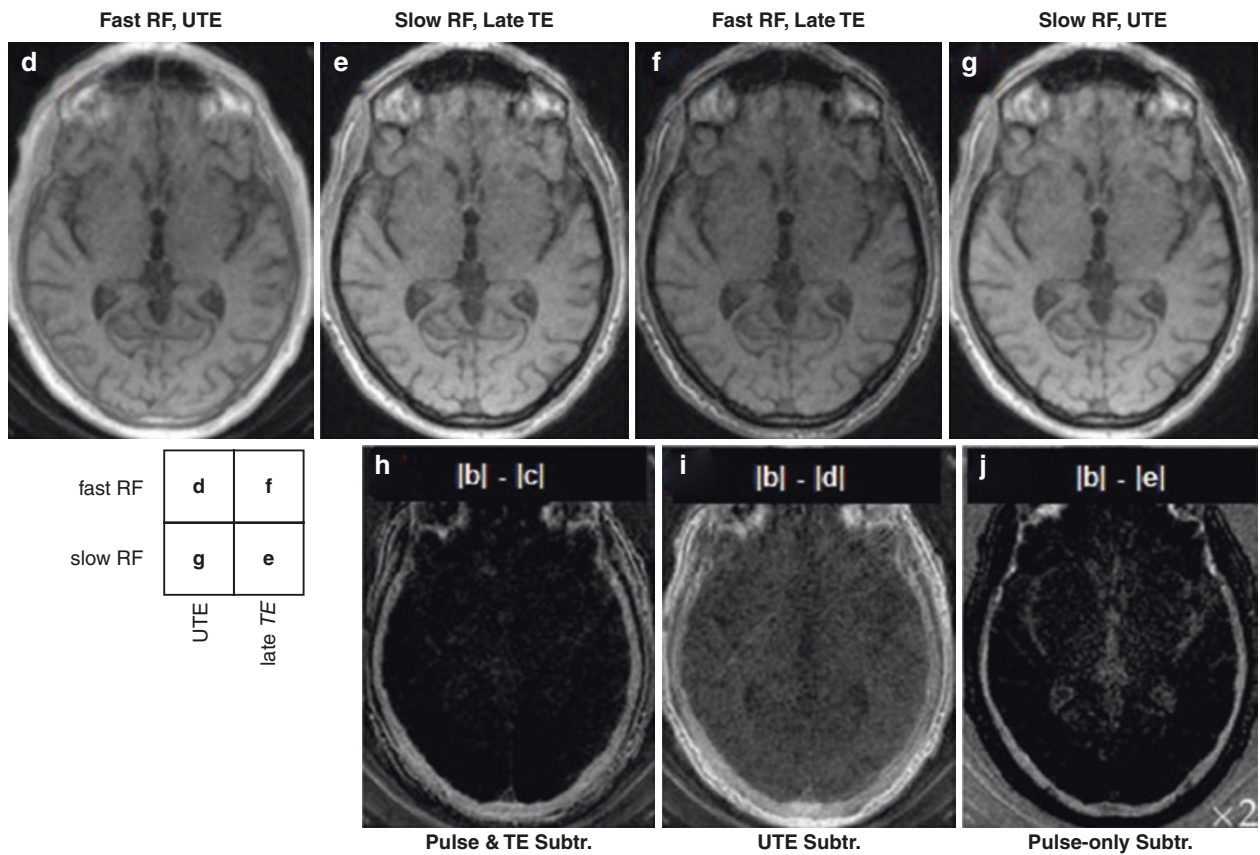 Fast RF, UTE
Slow RF, Late TE
Fast RF, Late TE
Slow RF, UTE
d
e
f
g
fast RF
d
f
slow RF
g
e
UTE
late TE
h
|b| - |c|
i
|b| - |d|
j
|b| - |e|
×2
Pulse & TE Subtr.
UTE Subtr.
Pulse-only Subtr.